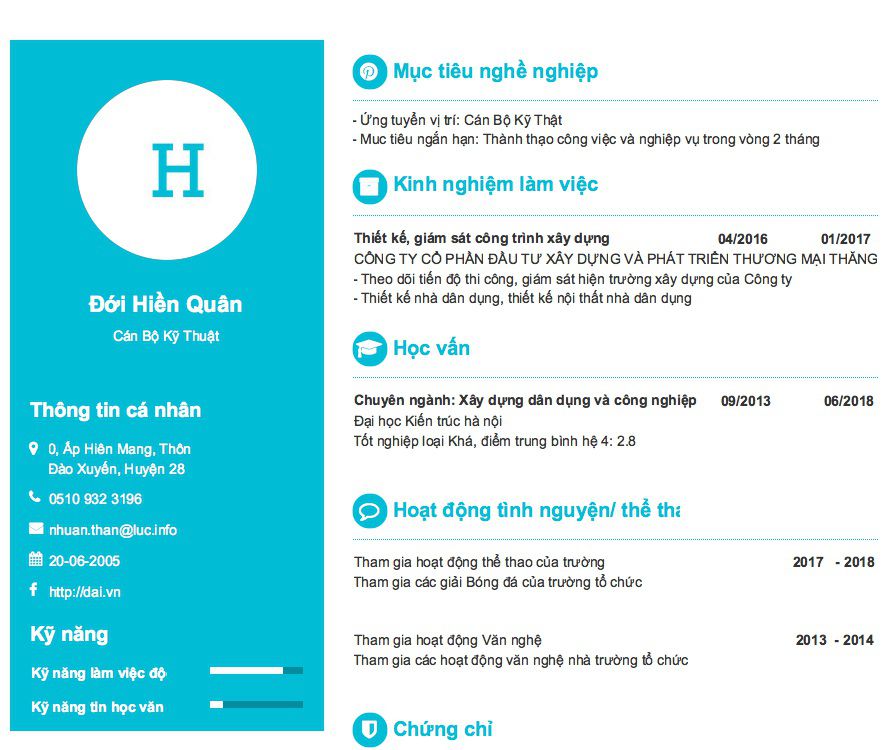 H
Đới Hiền Quân
Cán Bộ Kỹ Thuật
Thông tin cá nhân
0, Ấp Hiên Mang, Thôn
Đào Xuyến, Huyện 28
0510 932 3196
nhuan.than@luc.info
20-06-2005
http://dai.vn
Kỹ năng
Kỹ năng làm việc độ
Kỹ năng tin học văn
Mục tiêu nghề nghiệp
- Ứng tuyển vị trí: Cán Bộ Kỹ Thật
- Muc tiêu ngắn hạn: Thành thạo công việc và nghiệp vụ trong vòng 2 tháng
Kinh nghiệm làm việc
Thiết kế, giám sát công trình xây dựng 04/2016 01/2017
CÔNG TY CỔ PHẦN ĐẦU TƯ XÂY DỰNG VÀ PHÁT TRIỂN THƯƠNG MẠI THĂNG
- Theo dõi tiến độ thi công, giám sát hiện trường xây dựng của Công ty
- Thiết kế nhà dân dụng, thiết kế nội thất nhà dân dụng
Học vấn
Chuyên ngành: Xây dựng dân dụng và công nghiệp 09/2013 06/2018
Đại học Kiến trúc hà nội
Tốt nghiệp loại Khá, điểm trung bình hệ 4: 2.8
Hoạt động tình nguyện/ thể tha
Tham gia hoạt động thể thao của trường 2017 - 2018
Tham gia các giải Bóng đá của trường tổ chức
Tham gia hoạt động Văn nghệ 2013 - 2014
Tham gia các hoạt động văn nghệ nhà trường tổ chức
Chứng chỉ